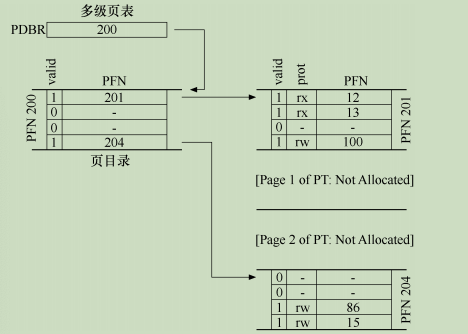 多级页表
PDBR 200
valid PFN
PFN 200
1 201
0 -
0 -
1 204
页目录
valid prot PFN
1 rx 12
1 rx 13
0 - -
1 rw 100
PFN 201
[Page 1 of PT: Not Allocated]
[Page 2 of PT: Not Allocated]
0 - -
0 - -
1 rw 86
1 rw 15
PFN 204